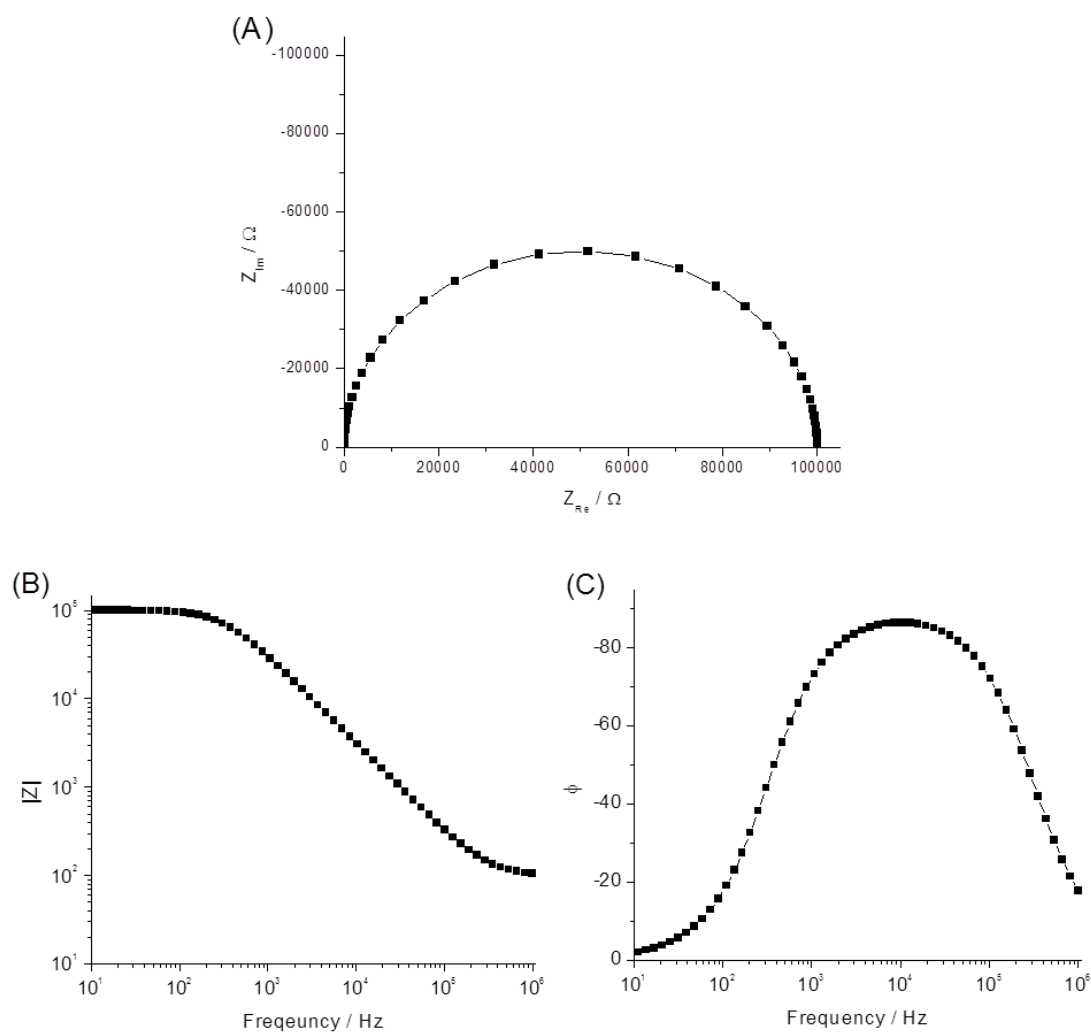 (A)
-100000
-80000
-60000
-40000
-20000
0
Z_Im / Ω
0 20000 40000 60000 80000 100000
Z_Re / Ω
(B)
10^5
10^4
10^3
10^2
10^1
|Z|
10^1 10^2 10^3 10^4 10^5 10^6
Freqeuncy / Hz
(C)
-80
-60
-40
-20
0
ϕ
10^1 10^2 10^3 10^4 10^5 10^6
Frequency / Hz